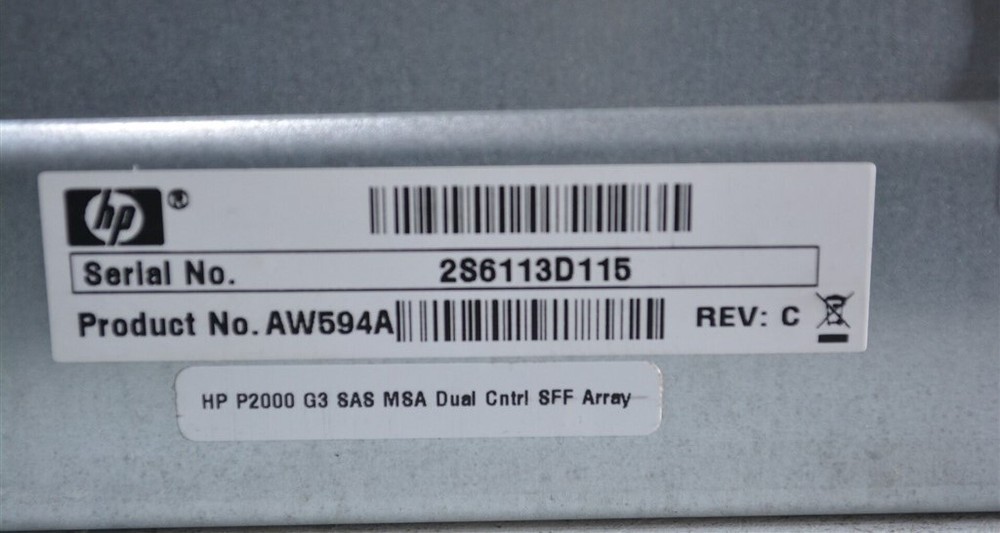 hp ®
Serial No. 2S6113D115
Product No. AW594A REV: C
HP P2000 G3 SAS MSA Dual Cntrl SFF Array